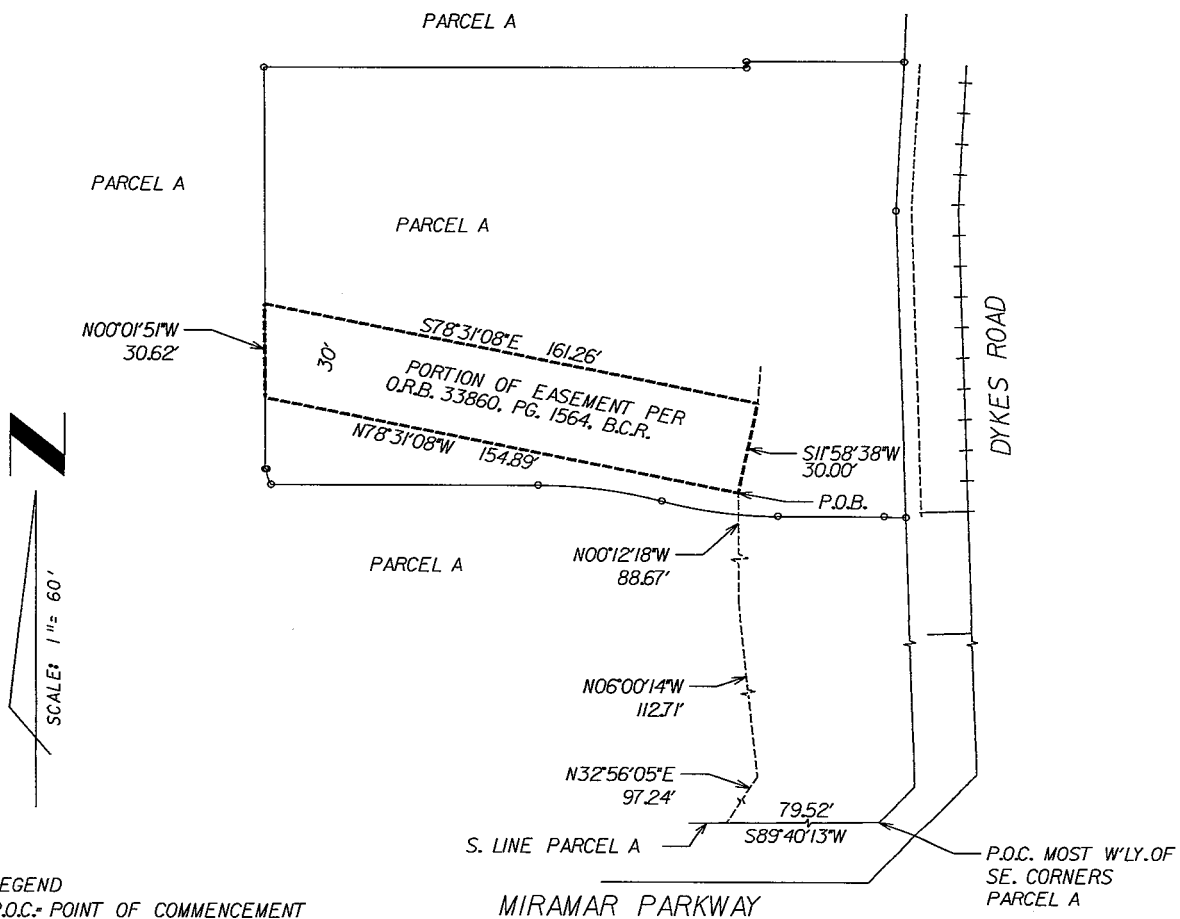 PARCEL A
PARCEL A
PARCEL A
N00°01'51"W
30.62'
30'
S78°31'08"E 161.26'
PORTION OF EASEMENT PER
O.R.B. 33860, PG. 1564, B.C.R.
N78°31'08"W 154.89'
S11°58'38"W
30.00'
P.O.B.
DYKES ROAD
N00°12'18"W
88.67'
PARCEL A
SCALE: 1"= 60'
N06°00'14"W
112.71'
N32°56'05"E
97.24'
79.52'
S89°40'13"W
S. LINE PARCEL A
P.O.C. MOST W'LY. OF
SE. CORNERS
PARCEL A
EGEND
P.O.C.= POINT OF COMMENCEMENT
MIRAMAR PARKWAY